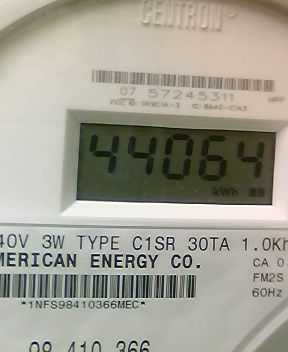 CENTRON®
07 57245311
44064
kWh
40V 3W TYPE C1SR 30TA 1.0Kh
MERICAN ENERGY CO.
CA 0.
FM2S
60Hz
*1NFS98410366MEC*
98 410 366